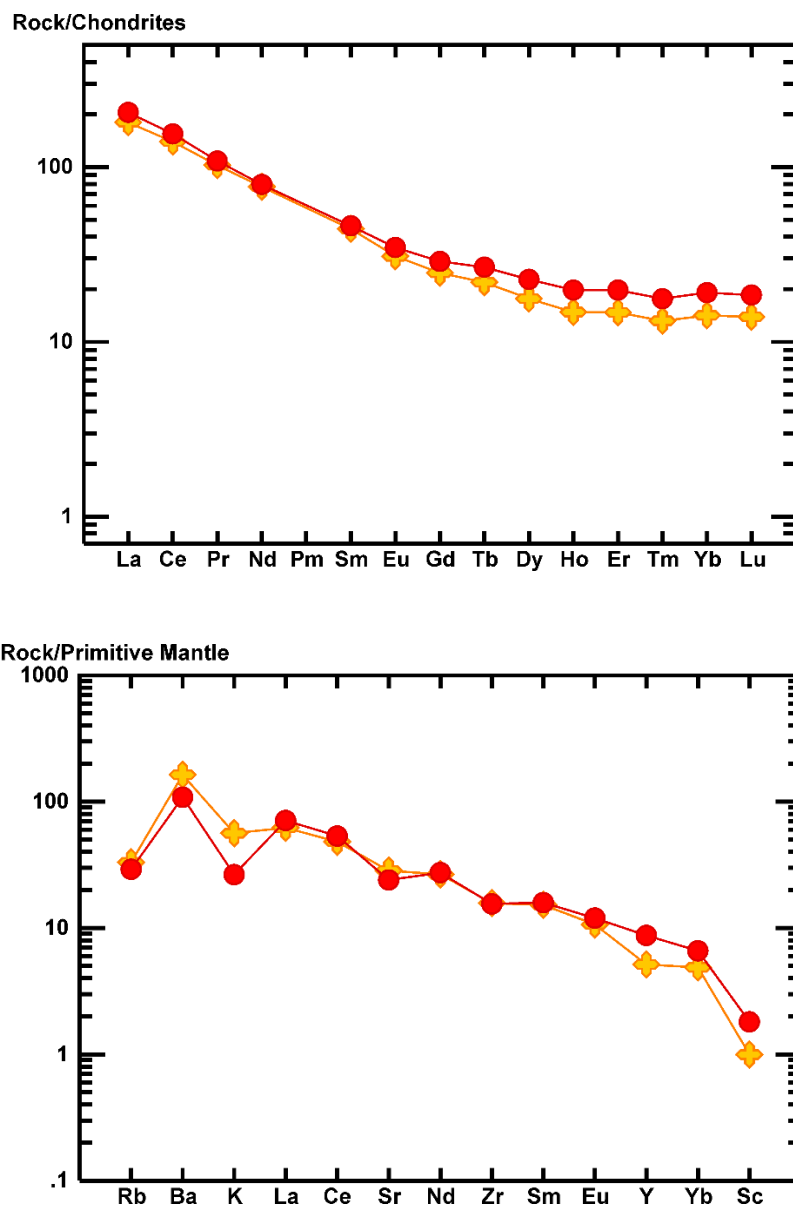 Rock/Chondrites
100
10
1
La Ce Pr Nd Pm Sm Eu Gd Tb Dy Ho Er Tm Yb Lu
Rock/Primitive Mantle
1000
100
10
1
.1
Rb Ba K La Ce Sr Nd Zr Sm Eu Y Yb Sc